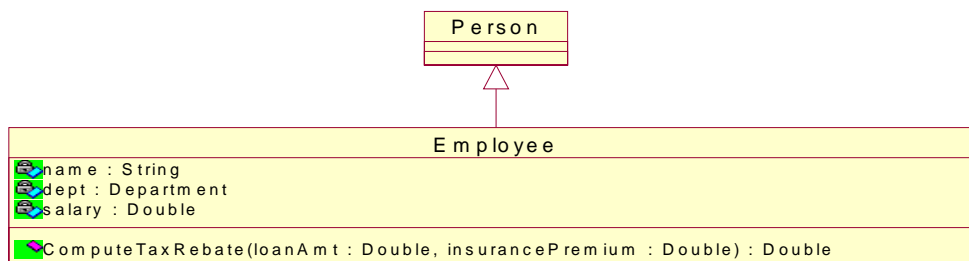 Person
Employee
name : String
dept : Department
salary : Double
ComputeTaxRebate(loanAmt : Double, insurancePremium : Double) : Double